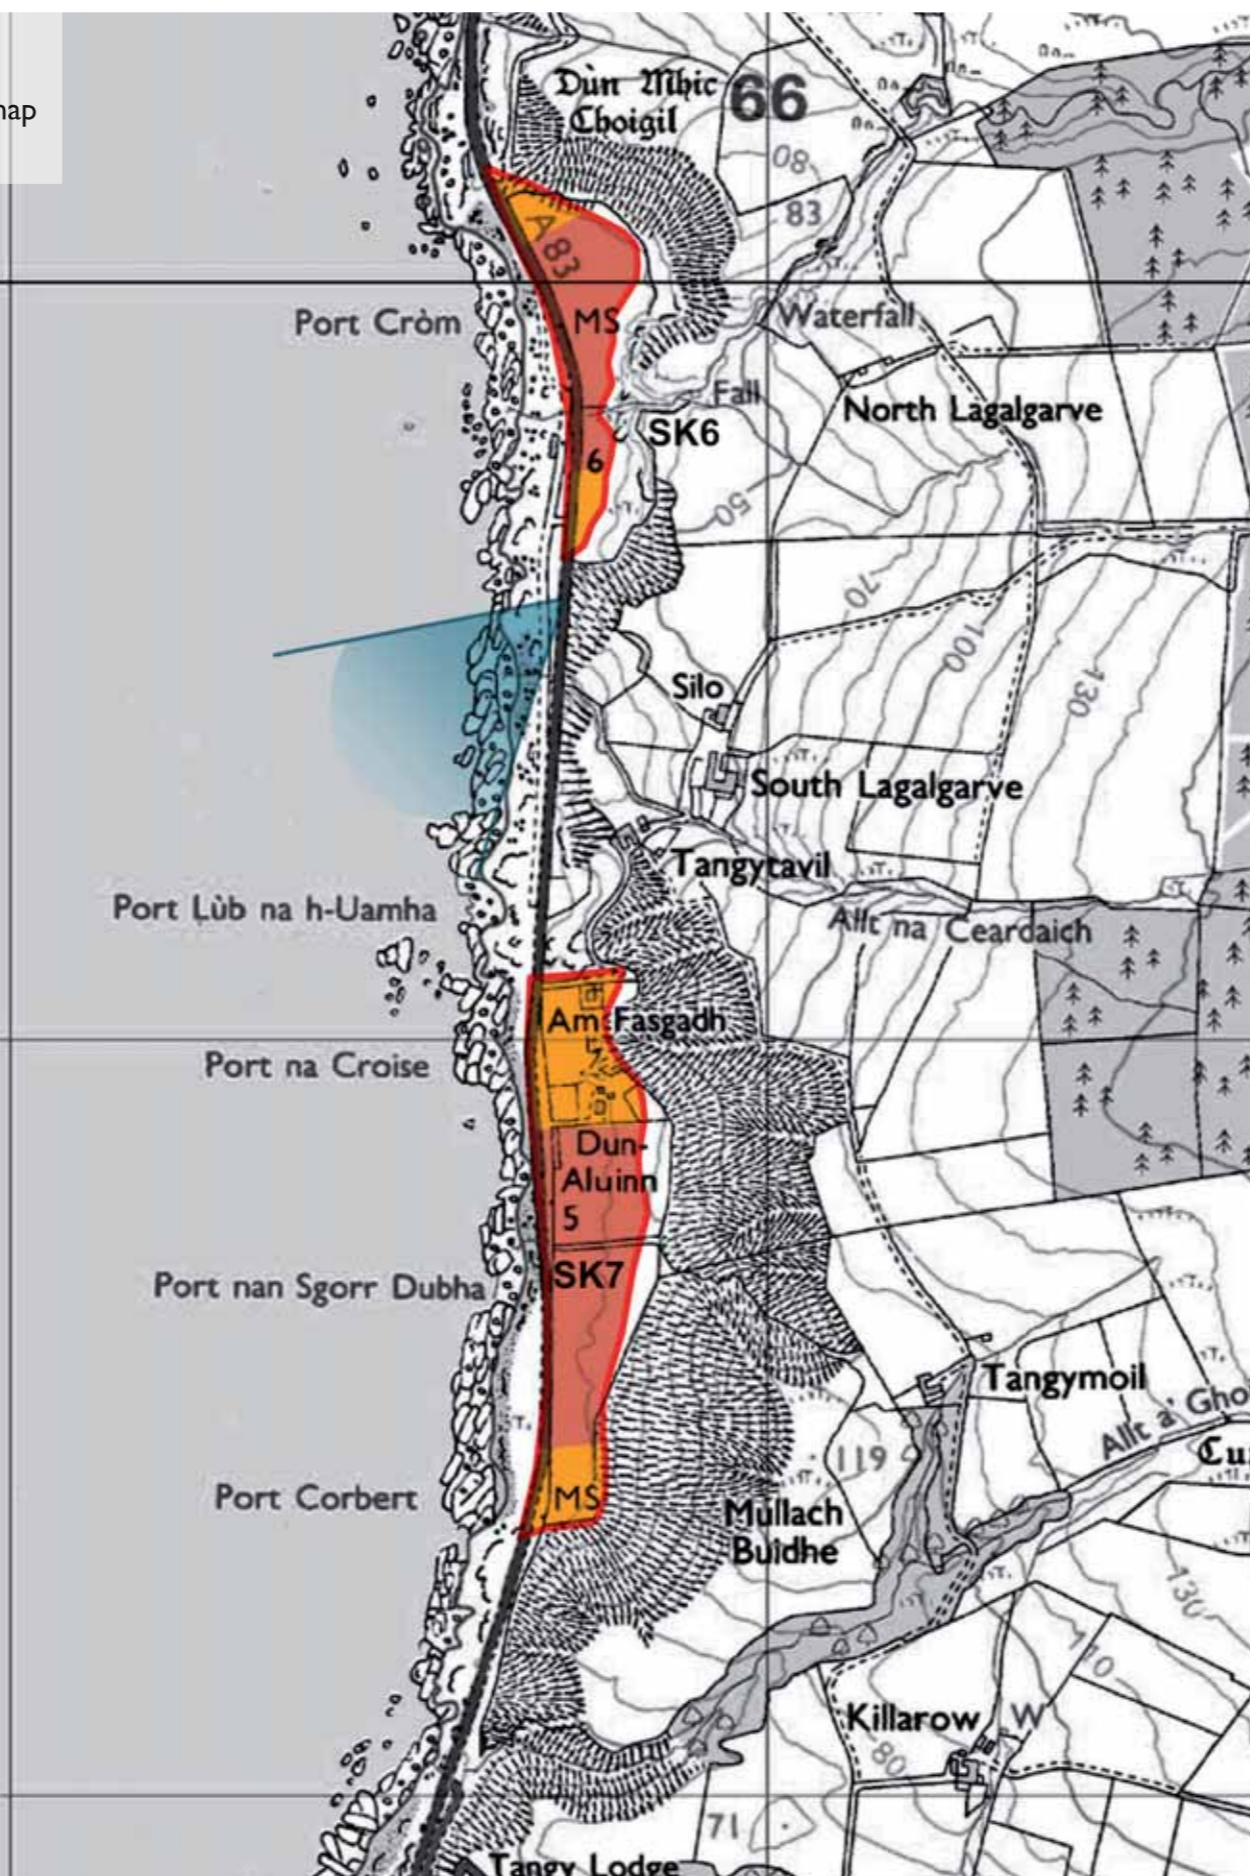 map
Dùn Mhic
Choigil
66
80
83
A 83
Port Cròm
MS
Waterfall
Fall
North Lagalgarve
SK6
6
50
70
100
130
Silo
South Lagalgarve
Tangytavil
Port Lùb na h-Uamha
Allt na Ceardaich
Am Fasgadh
Port na Croise
Dun-
Aluinn
5
SK7
Port nan Sgorr Dubha
Tangymoil
Allt a' Gho
119
Port Corbert
MS
Mullach
Buidhe
130
110
Killarow
W
80
71
Tangy Lodge